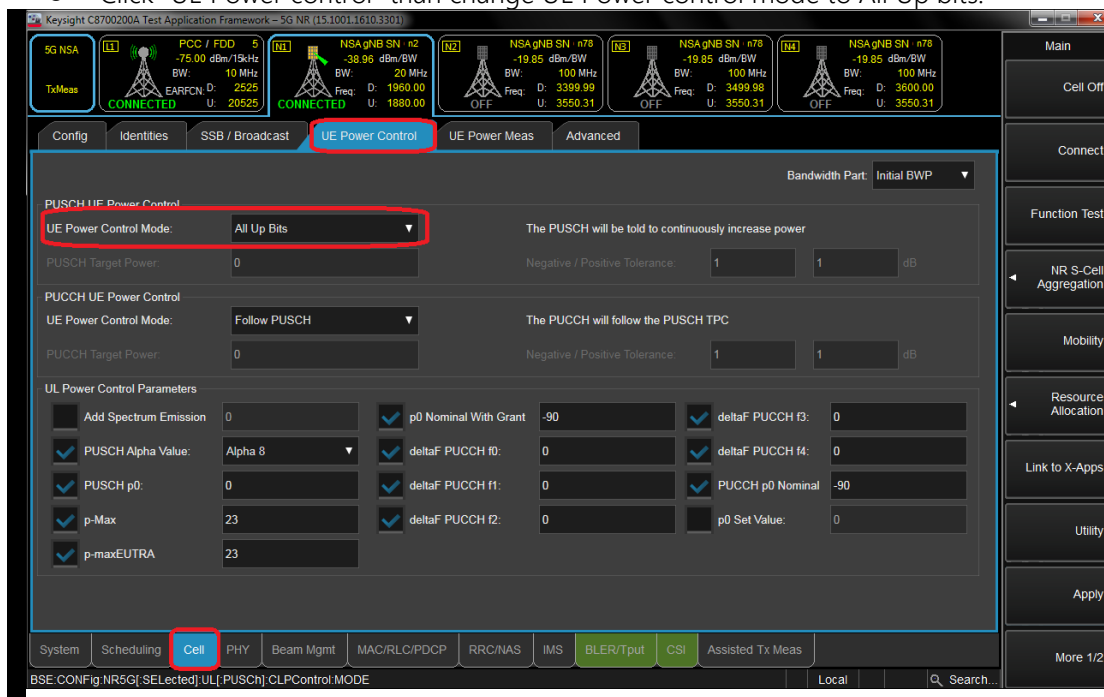 Click "UE Power control" than change UE Power control mode to All Up bits.
Keysight C8700200A Test Application Framework – 5G NR (15.1001.1610.3301)
5G NSA
TxMeas
L1
PCC / FDD 5
-75.00 dBm/15kHz
BW: 10 MHz
EARFCN: D: 2525
CONNECTED U: 20525
N1
NSA gNB SN · n2
-38.96 dBm/BW
BW: 20 MHz
Freq: D: 1960.00
CONNECTED U: 1880.00
N2
NSA gNB SN · n78
-19.85 dBm/BW
BW: 100 MHz
Freq: D: 3399.99
OFF U: 3550.31
N3
NSA gNB SN · n78
-19.85 dBm/BW
BW: 100 MHz
Freq: D: 3499.98
OFF U: 3550.31
N4
NSA gNB SN · n78
-19.85 dBm/BW
BW: 100 MHz
Freq: D: 3600.00
OFF U: 3550.31
Config Identities SSB / Broadcast UE Power Control UE Power Meas Advanced
Bandwidth Part: Initial BWP
PUSCH UE Power Control
UE Power Control Mode: All Up Bits The PUSCH will be told to continuously increase power
PUSCH Target Power: 0 Negative / Positive Tolerance: 1 1 dB
PUCCH UE Power Control
UE Power Control Mode: Follow PUSCH The PUCCH will follow the PUSCH TPC
PUCCH Target Power: 0 Negative / Positive Tolerance: 1 1 dB
UL Power Control Parameters
Add Spectrum Emission 0 p0 Nominal With Grant -90 deltaF PUCCH f3: 0
PUSCH Alpha Value: Alpha 8 deltaF PUCCH f0: 0 deltaF PUCCH f4: 0
PUSCH p0: 0 deltaF PUCCH f1: 0 PUCCH p0 Nominal -90
p-Max 23 deltaF PUCCH f2: 0 p0 Set Value: 0
p-maxEUTRA 23
System Scheduling Cell PHY Beam Mgmt MAC/RLC/PDCP RRC/NAS IMS BLER/Tput CSI Assisted Tx Meas
BSE:CONFig:NR5G[:SELected]:UL[:PUSCh]:CLPControl:MODE Local Search...
Main
Cell Off
Connect
Function Test
NR S-Cell
Aggregation
Mobility
Resource
Allocation
Link to X-Apps
Utility
Apply
More 1/2